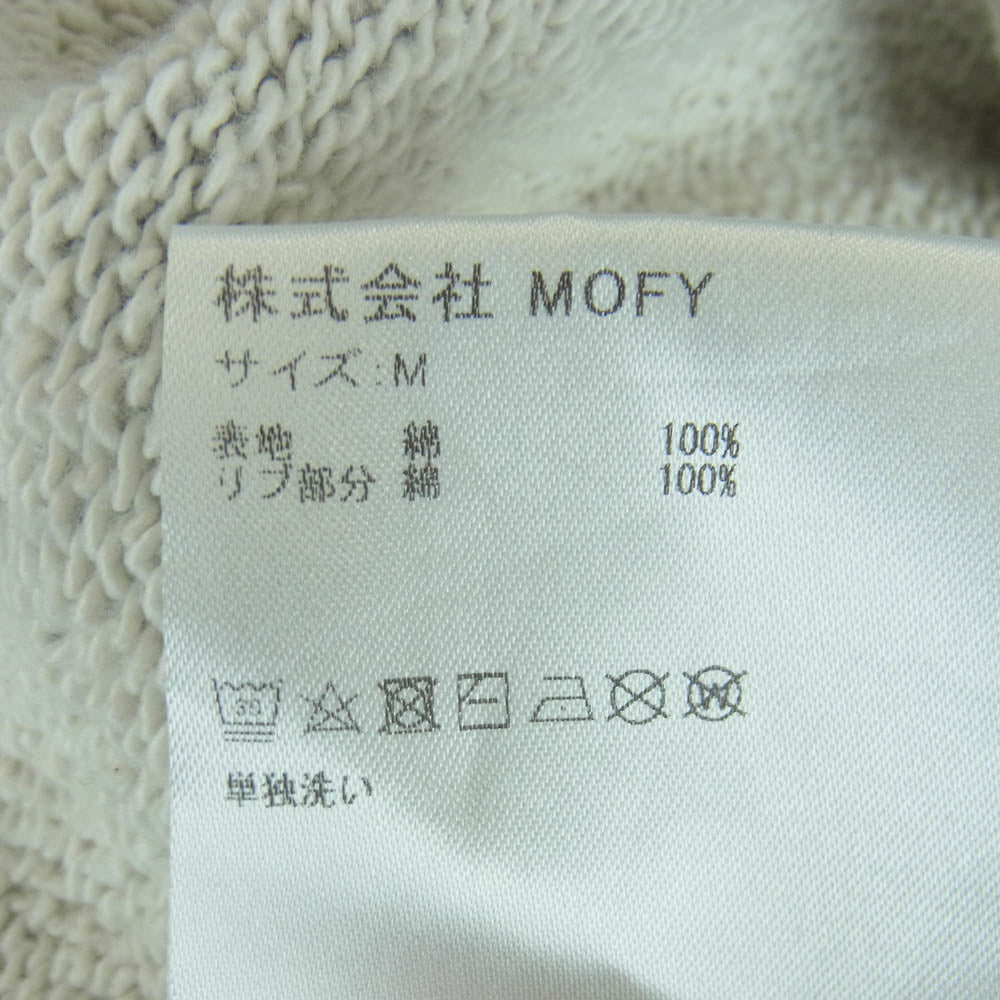 株式会社 MOFY
サイズ:M
表地 綿 100%
リブ部分 綿 100%
30 W
単独洗い